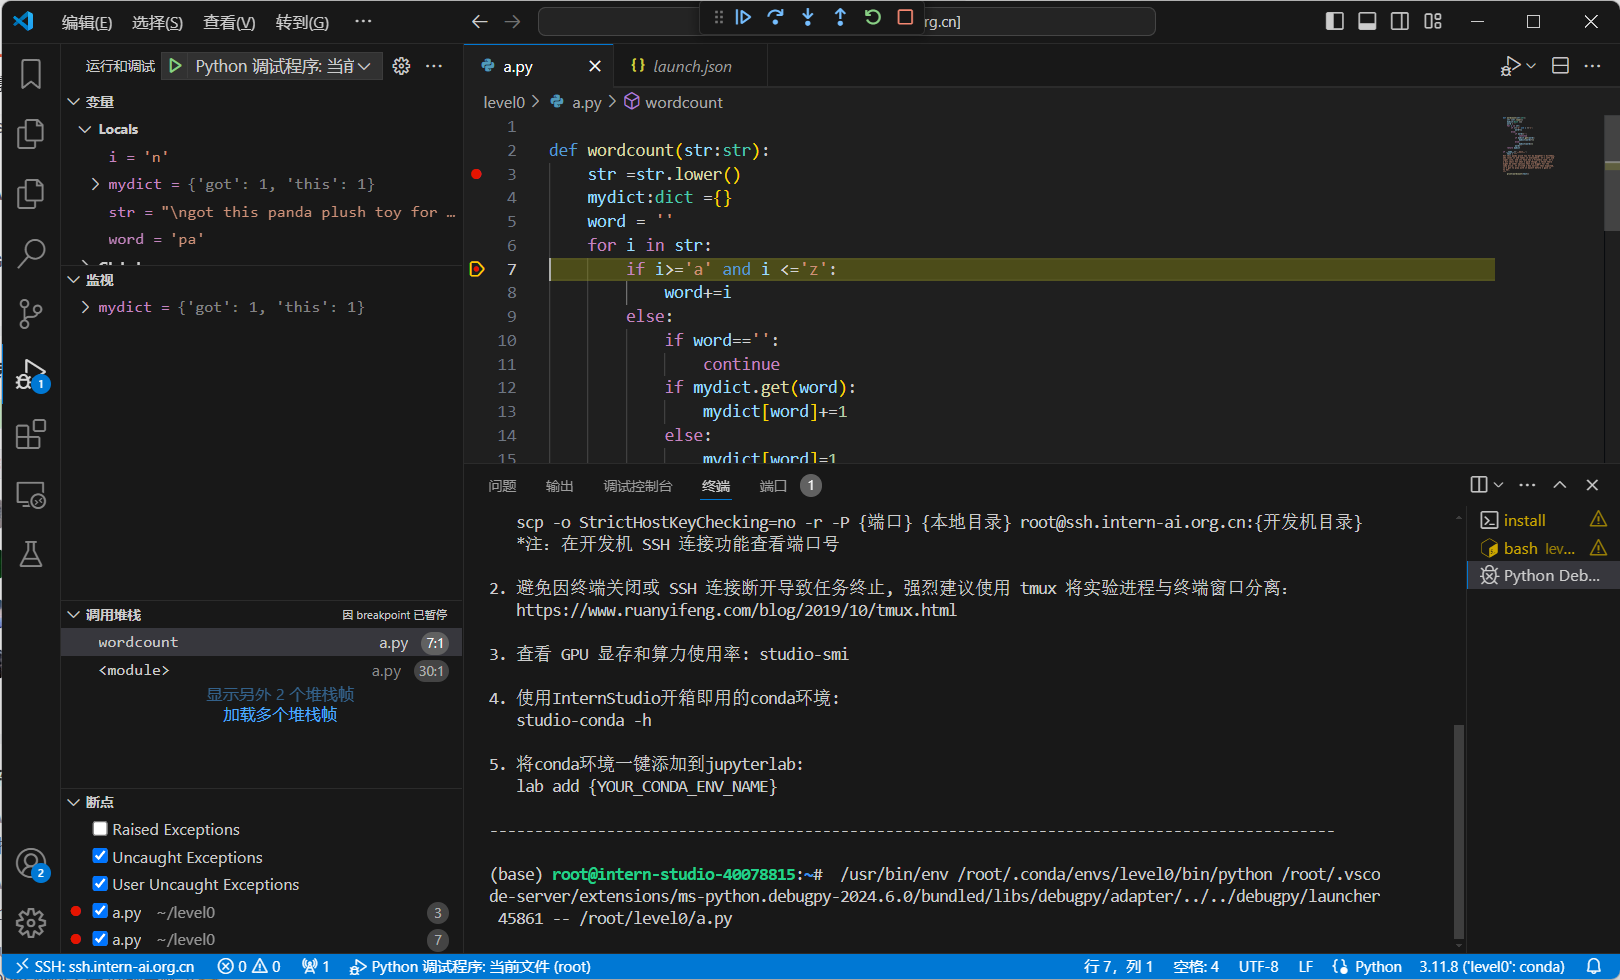 编辑(E) 选择(S) 查看(V) 转到(G) ··· rg.cn]
运行和调试 Python 调试程序: 当前 ···
a.py launch.json
level0 > a.py > wordcount
变量
Locals
i = 'n'
mydict = {'got': 1, 'this': 1}
str = "\ngot this panda plush toy for …
word = 'pa'
监视
mydict = {'got': 1, 'this': 1}
1
2 def wordcount(str:str):
3 str =str.lower()
4 mydict:dict ={}
5 word = ''
6 for i in str:
7 if i>='a' and i <='z':
8 word+=i
9 else:
10 if word=='':
11 continue
12 if mydict.get(word):
13 mydict[word]+=1
14 else:
15 mydict[word]=1
调用堆栈 因 breakpoint 已暂停
wordcount a.py 7:1
<module> a.py 30:1
显示另外 2 个堆栈帧
加载多个堆栈帧
断点
Raised Exceptions
Uncaught Exceptions
User Uncaught Exceptions
a.py ~/level0 3
a.py ~/level0 7
1
2
问题 输出 调试控制台 终端 端口 1
scp -o StrictHostKeyChecking=no -r -P {端口} {本地目录} root@ssh.intern-ai.org.cn:{开发机目录}
*注: 在开发机 SSH 连接功能查看端口号
2. 避免因终端关闭或 SSH 连接断开导致任务终止, 强烈建议使用 tmux 将实验进程与终端窗口分离:
https://www.ruanyifeng.com/blog/2019/10/tmux.html
3. 查看 GPU 显存和算力使用率: studio-smi
4. 使用InternStudio开箱即用的conda环境:
studio-conda -h
5. 将conda环境一键添加到jupyterlab:
lab add {YOUR_CONDA_ENV_NAME}
----------------------------------------------------------------------------------------------
(base) root@intern-studio-40078815:~# /usr/bin/env /root/.conda/envs/level0/bin/python /root/.vsco
de-server/extensions/ms-python.debugpy-2024.6.0/bundled/libs/debugpy/adapter/../../debugpy/launcher
45861 -- /root/level0/a.py
install
bash lev...
Python Deb...
SSH: ssh.intern-ai.org.cn 0 0 1 Python 调试程序: 当前文件 (root) 行 7, 列 1 空格: 4 UTF-8 LF Python 3.11.8 ('level0': conda)